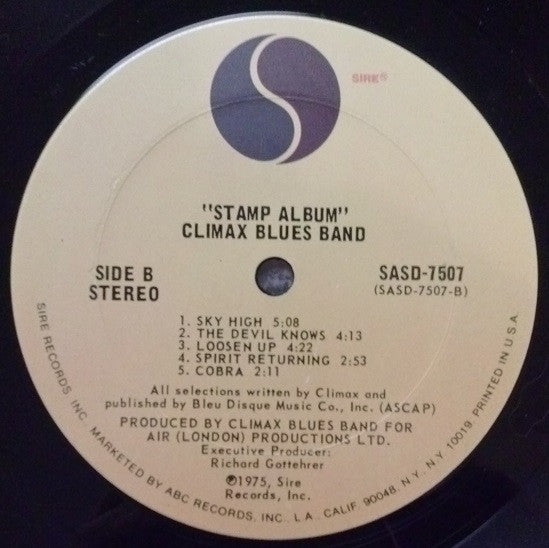 SIRE®
"STAMP ALBUM"
CLIMAX BLUES BAND
SIDE B
STEREO
SASD-7507
(SASD-7507-B)
1. SKY HIGH 5:08
2. THE DEVIL KNOWS 4:13
3. LOOSEN UP 4:22
4. SPIRIT RETURNING 2:53
5. COBRA 2:11
All selections written by Climax and
published by Bleu Disque Music Co., Inc. (ASCAP)
PRODUCED BY CLIMAX BLUES BAND FOR
AIR (LONDON) PRODUCTIONS LTD.
Executive Producer:
Richard Gottehrer
℗1975, Sire
Records, Inc.
SIRE RECORDS, INC. MARKETED BY ABC RECORDS, INC., L.A., CALIF. 90048, N.Y., N.Y. 10019. PRINTED IN U.S.A.